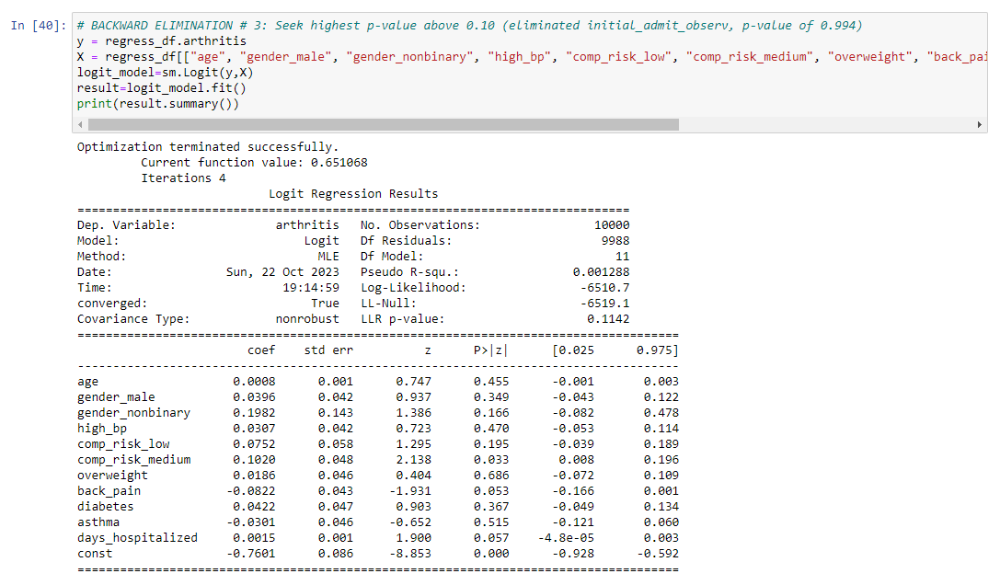 In [40]: # BACKWARD ELIMINATION # 3: Seek highest p-value above 0.10 (eliminated initial_admit_observ, p-value of 0.994)
y = regress_df.arthritis
X = regress_df[["age", "gender_male", "gender_nonbinary", "high_bp", "comp_risk_low", "comp_risk_medium", "overweight", "back_pai
logit_model=sm.Logit(y,X)
result=logit_model.fit()
print(result.summary())
Optimization terminated successfully.
Current function value: 0.651068
Iterations 4
Logit Regression Results
==============================================================================
Dep. Variable: arthritis No. Observations: 10000
Model: Logit Df Residuals: 9988
Method: MLE Df Model: 11
Date: Sun, 22 Oct 2023 Pseudo R-squ.: 0.001288
Time: 19:14:59 Log-Likelihood: -6510.7
converged: True LL-Null: -6519.1
Covariance Type: nonrobust LLR p-value: 0.1142
=====================================================================================
coef std err z P>|z| [0.025 0.975]
-------------------------------------------------------------------------------------
age 0.0008 0.001 0.747 0.455 -0.001 0.003
gender_male 0.0396 0.042 0.937 0.349 -0.043 0.122
gender_nonbinary 0.1982 0.143 1.386 0.166 -0.082 0.478
high_bp 0.0307 0.042 0.723 0.470 -0.053 0.114
comp_risk_low 0.0752 0.058 1.295 0.195 -0.039 0.189
comp_risk_medium 0.1020 0.048 2.138 0.033 0.008 0.196
overweight 0.0186 0.046 0.404 0.686 -0.072 0.109
back_pain -0.0822 0.043 -1.931 0.053 -0.166 0.001
diabetes 0.0422 0.047 0.903 0.367 -0.049 0.134
asthma -0.0301 0.046 -0.652 0.515 -0.121 0.060
days_hospitalized 0.0015 0.001 1.900 0.057 -4.8e-05 0.003
const -0.7601 0.086 -8.853 0.000 -0.928 -0.592
=====================================================================================